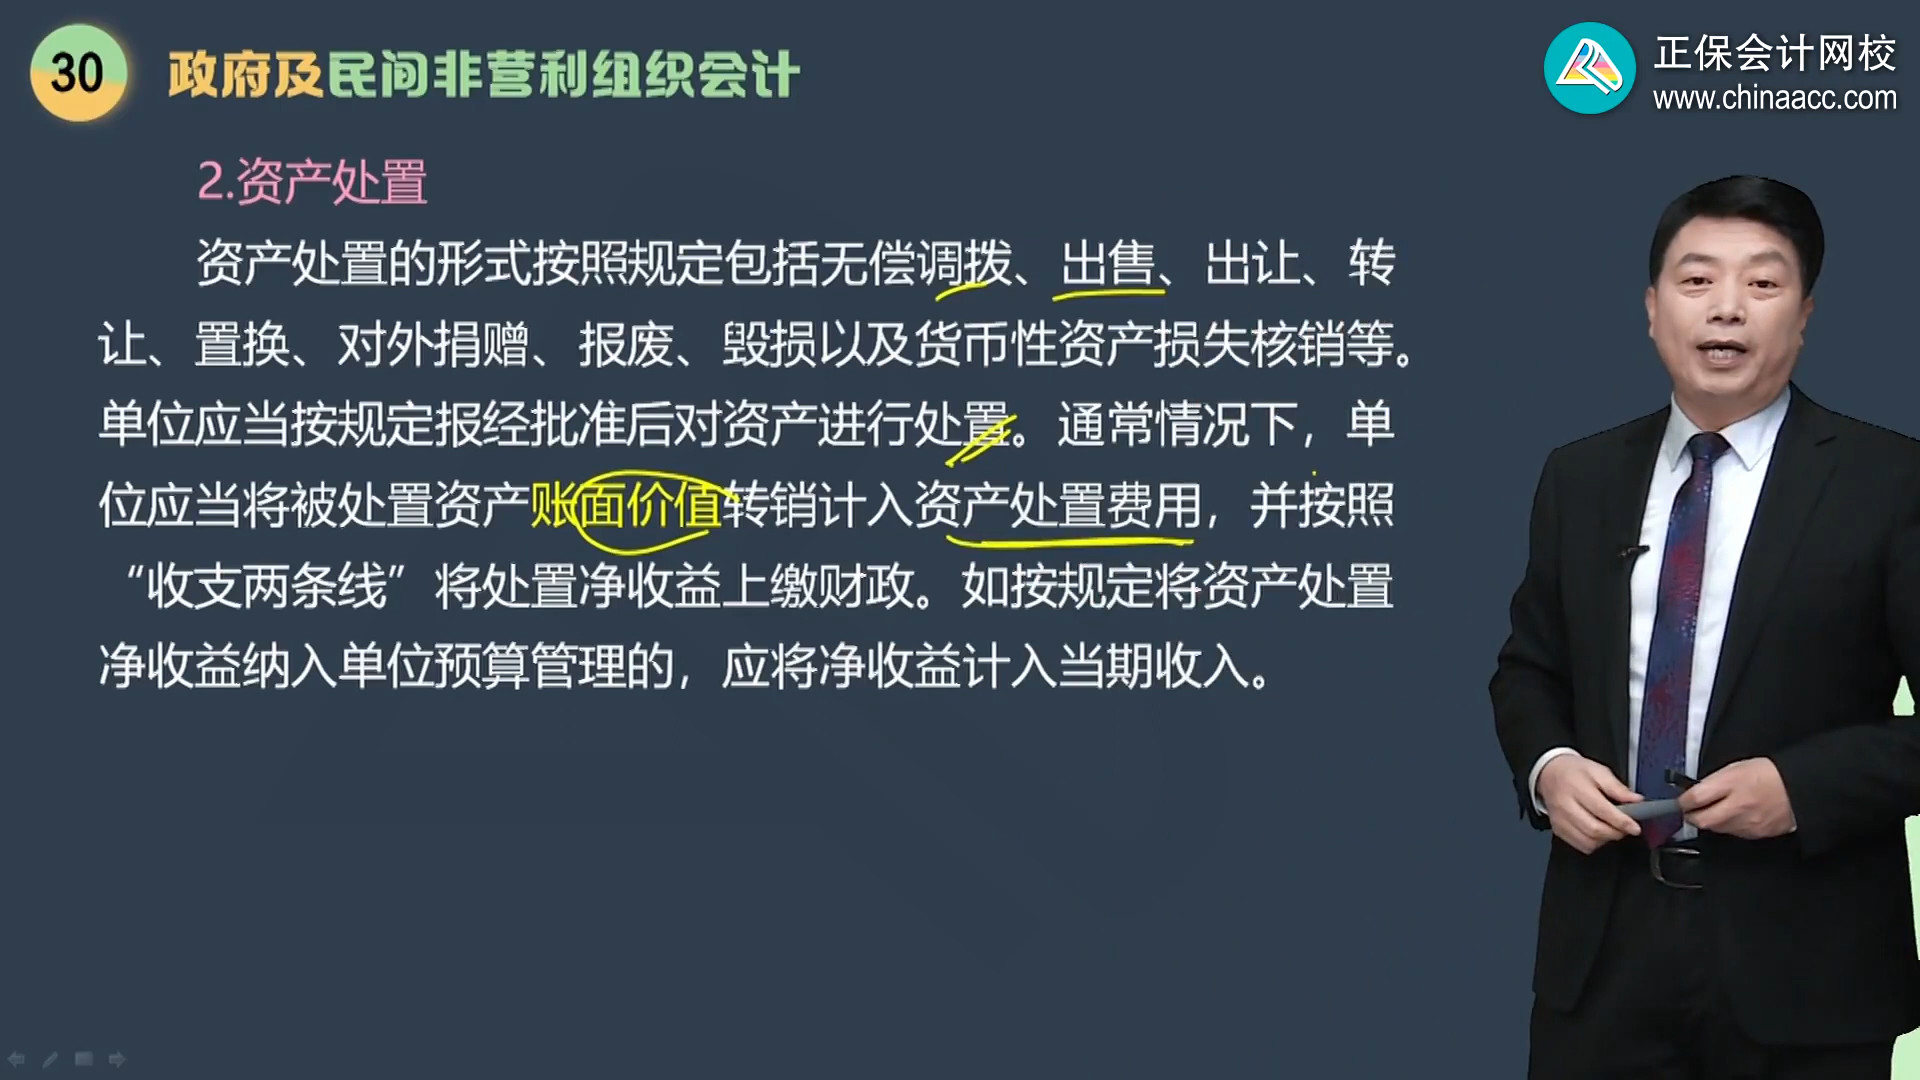 30
政府及民间非营利组织会计
正保会计网校
www.chinaacc.com
2.资产处置
资产处置的形式按照规定包括无偿调拨、出售、出让、转
让、置换、对外捐赠、报废、毁损以及货币性资产损失核销等。
单位应当按规定报经批准后对资产进行处置。通常情况下，单
位应当将被处置资产账面价值转销计入资产处置费用，并按照
“收支两条线”将处置净收益上缴财政。如按规定将资产处置
净收益纳入单位预算管理的，应将净收益计入当期收入。